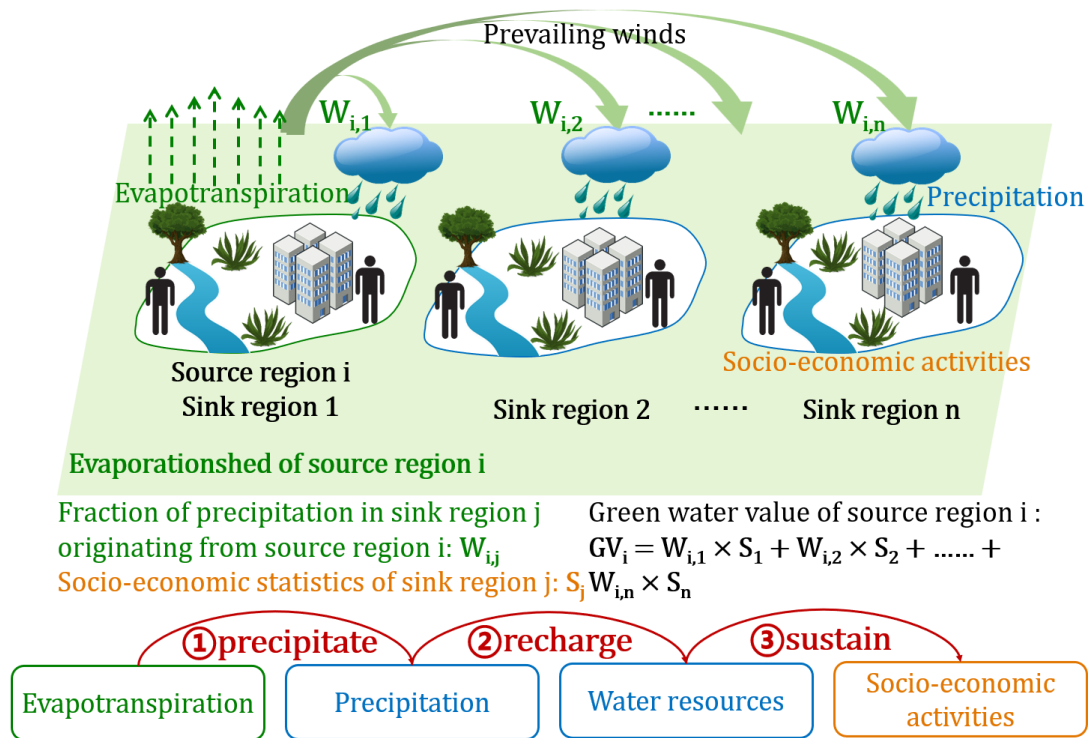 Prevailing winds
W_{i,1}
W_{i,2}
······
W_{i,n}
Evapotranspiration
Precipitation
Socio-economic activities
Source region i
Sink region 1
Sink region 2
······
Sink region n
Evaporationshed of source region i
Fraction of precipitation in sink region j
originating from source region i: W_{i,j}
Socio-economic statistics of sink region j: S_j
Green water value of source region i :
GV_i = W_{i,1} × S_1 + W_{i,2} × S_2 + ...... +
W_{i,n} × S_n
①precipitate
②recharge
③sustain
Evapotranspiration
Precipitation
Water resources
Socio-economic
activities